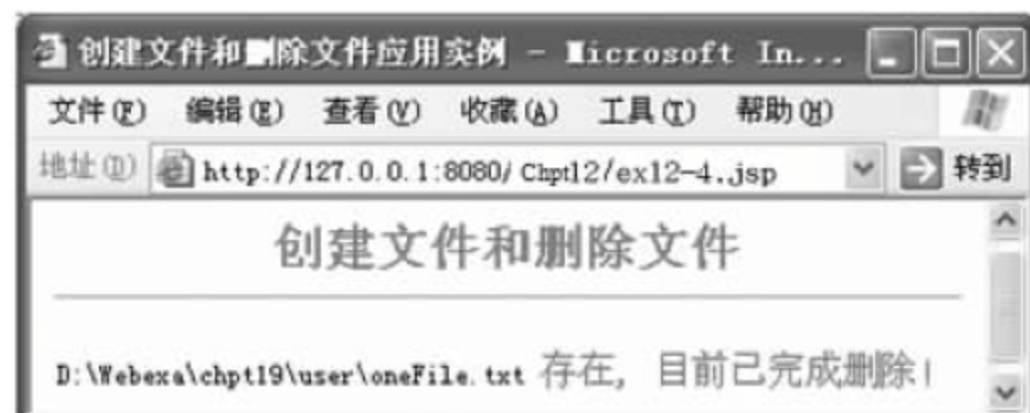 创建文件和删除文件应用实例 - Microsoft In...
文件(F) 编辑(E) 查看(V) 收藏(A) 工具(T) 帮助(H)
地址(D) http://127.0.0.1:8080/Chpt12/ex12-4.jsp 转到
创建文件和删除文件
D:\Webexa\chpt19\user\oneFile.txt 存在, 目前已完成删除!